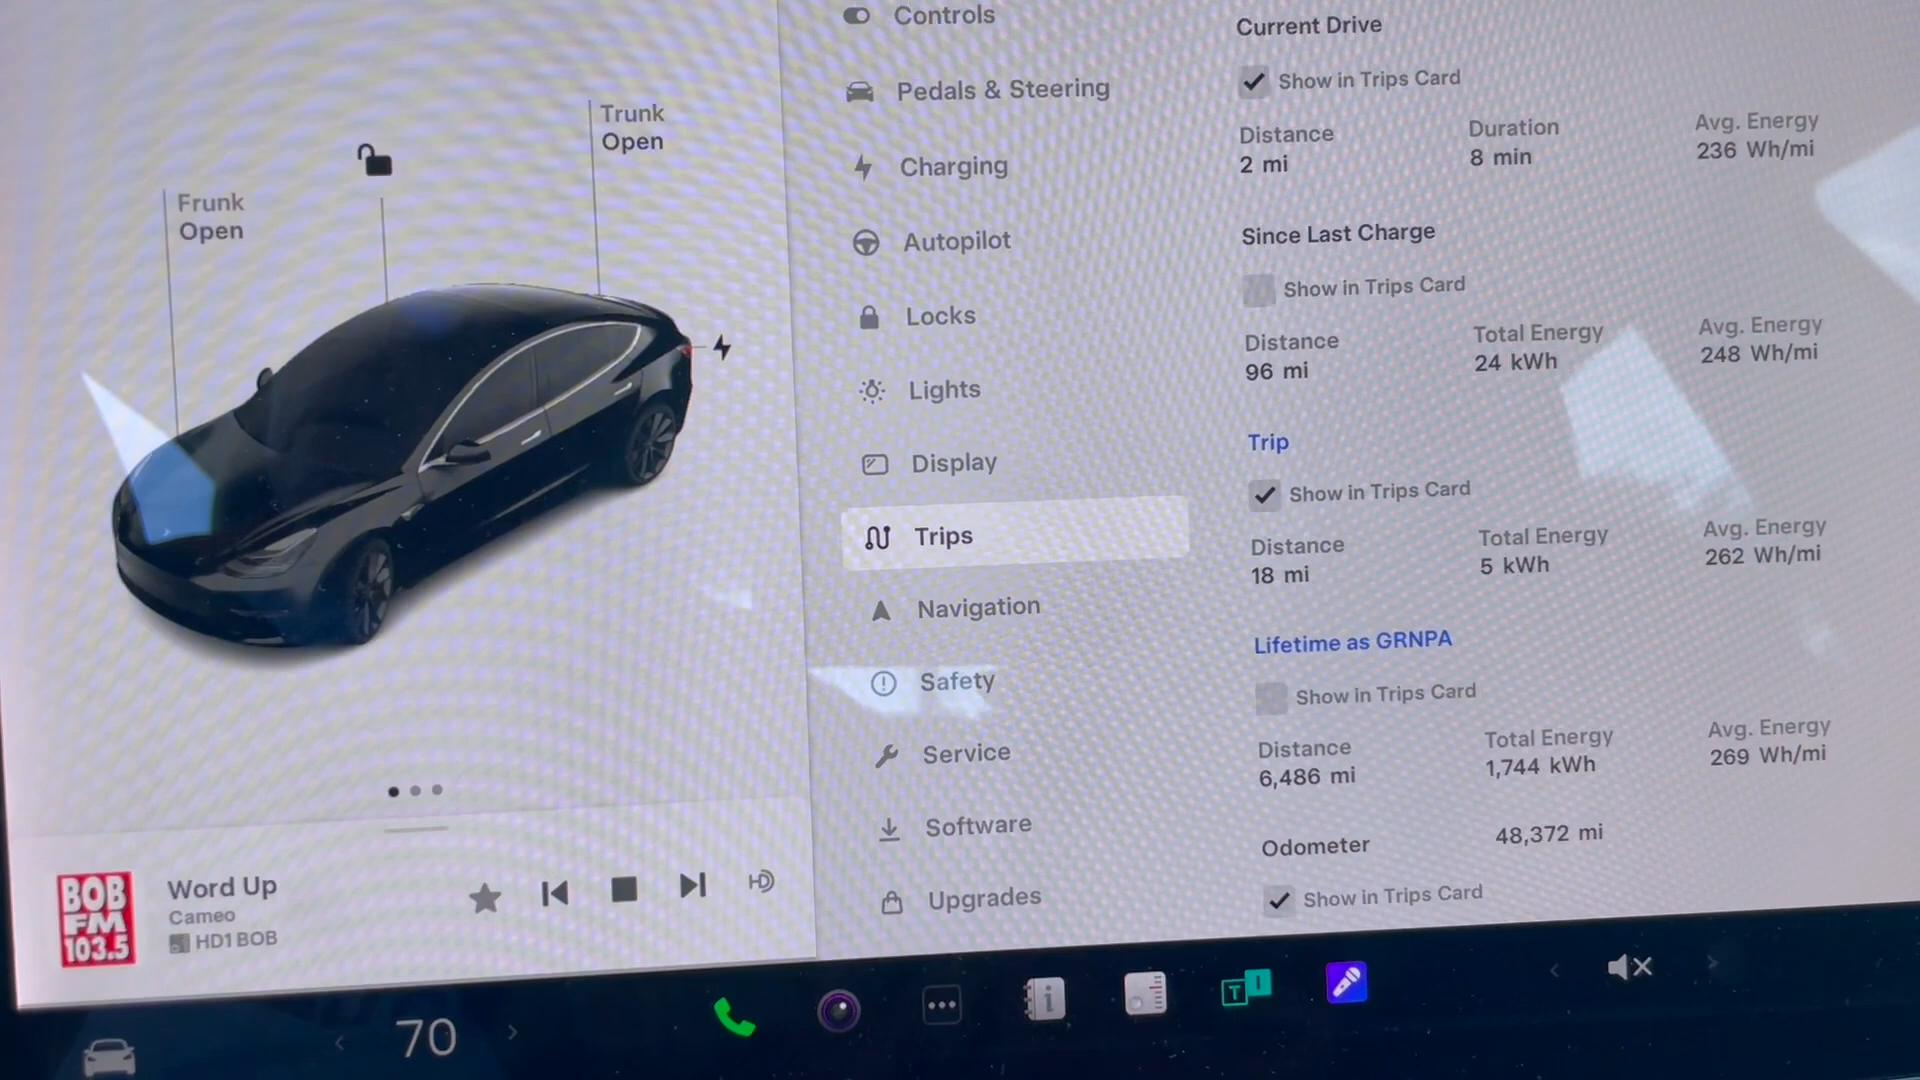 Trunk
Open
Frunk
Open
BOB
FM
103.5
Word Up
Cameo
HD1 BOB
HD
Controls
Pedals & Steering
Charging
Autopilot
Locks
Lights
Display
Trips
Navigation
Safety
Service
Software
Upgrades
Current Drive
Show in Trips Card
Distance Duration Avg. Energy
2 mi 8 min 236 Wh/mi
Since Last Charge
Show in Trips Card
Distance Total Energy Avg. Energy
96 mi 24 kWh 248 Wh/mi
Trip
Show in Trips Card
Distance Total Energy Avg. Energy
18 mi 5 kWh 262 Wh/mi
Lifetime as GRNPA
Show in Trips Card
Distance Total Energy Avg. Energy
6,486 mi 1,744 kWh 269 Wh/mi
Odometer 48,372 mi
Show in Trips Card
70
i
T I